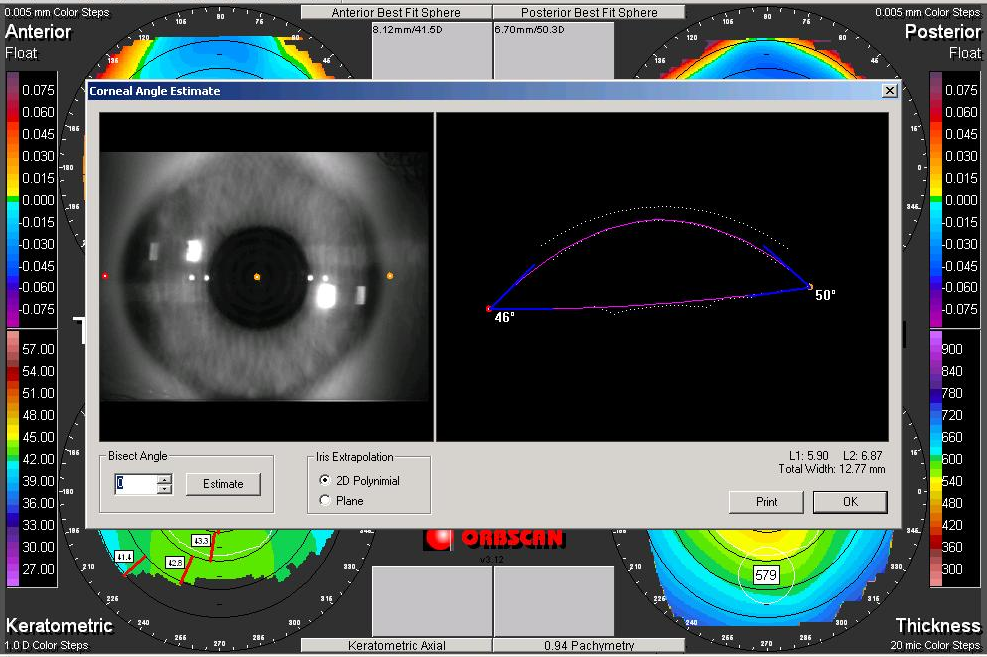 0.005 mm Color Steps
Anterior Best Fit Sphere
Posterior Best Fit Sphere
0.005 mm Color Steps
Anterior
Float
8.12mm/41.5D
6.70mm/50.3D
Posterior
Float
Corneal Angle Estimate
0.075
0.060
0.045
0.030
0.015
0.000
-0.015
-0.030
-0.045
-0.060
-0.075
0.075
0.060
0.045
0.030
0.015
0.000
-0.015
-0.030
-0.045
-0.060
-0.075
46°
50°
57.00
54.00
51.00
48.00
45.00
42.00
39.00
36.00
33.00
30.00
27.00
900
840
780
720
660
600
540
480
420
360
300
Bisect Angle
0
Estimate
Iris Extrapolation
2D Polynimial
Plane
L1: 5.90 L2: 6.87
Total Width: 12.77 mm
Print
OK
43.3
41.4
42.8
ORBSCAN
v3.12
579
Keratometric
1.0 D Color Steps
Keratometric Axial
0.94 Pachymetry
Thickness
20 mic Color Steps